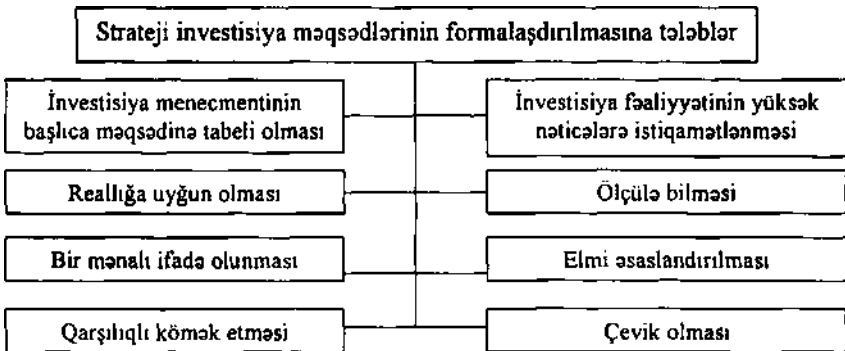 Strateji investisiya məqsədlərinin formalaşdırılmasına tələblər
İnvestisiya menecmentinin
başlıca məqsədinə tabeli olması
İnvestisiya fəaliyyətinin yüksək
nəticələrə istiqamətlənməsi
Reallığa uyğun olması
Ölçülə bilməsi
Bir mənalı ifadə olunması
Elmi əsaslandırılması
Qarşılıqlı kömək etməsi
Çevik olması